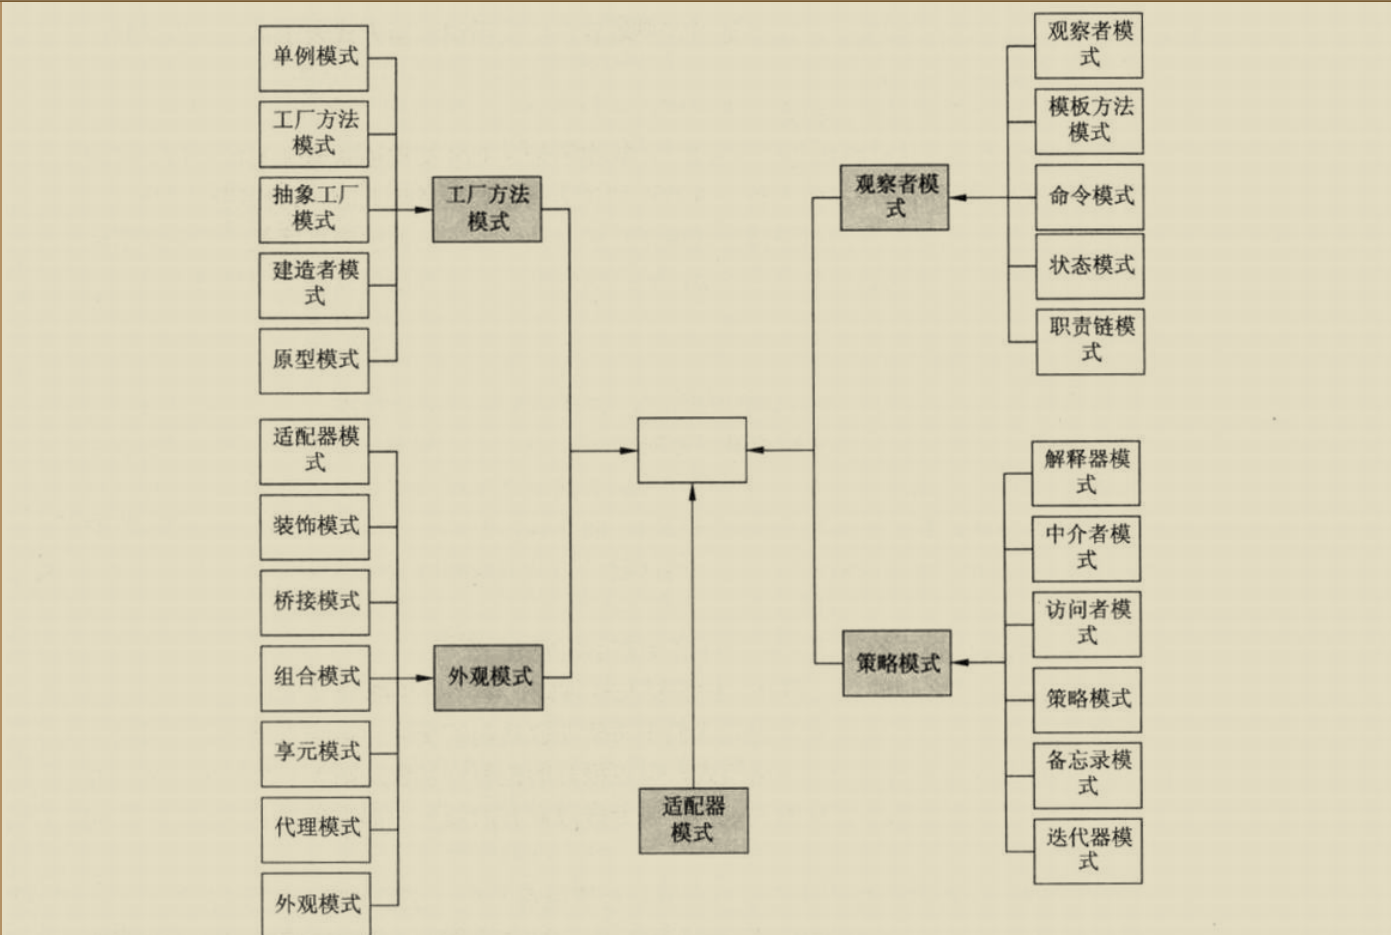 单例模式
工厂方法
模式
抽象工厂
模式
建造者模
式
原型模式
工厂方法
模式
适配器模
式
装饰模式
桥接模式
组合模式
享元模式
代理模式
外观模式
外观模式
适配器
模式
观察者模
式
观察者模
式
模板方法
模式
命令模式
状态模式
职责链模
式
策略模式
解释器模
式
中介者模
式
访问者模
式
策略模式
备忘录模
式
迭代器模
式